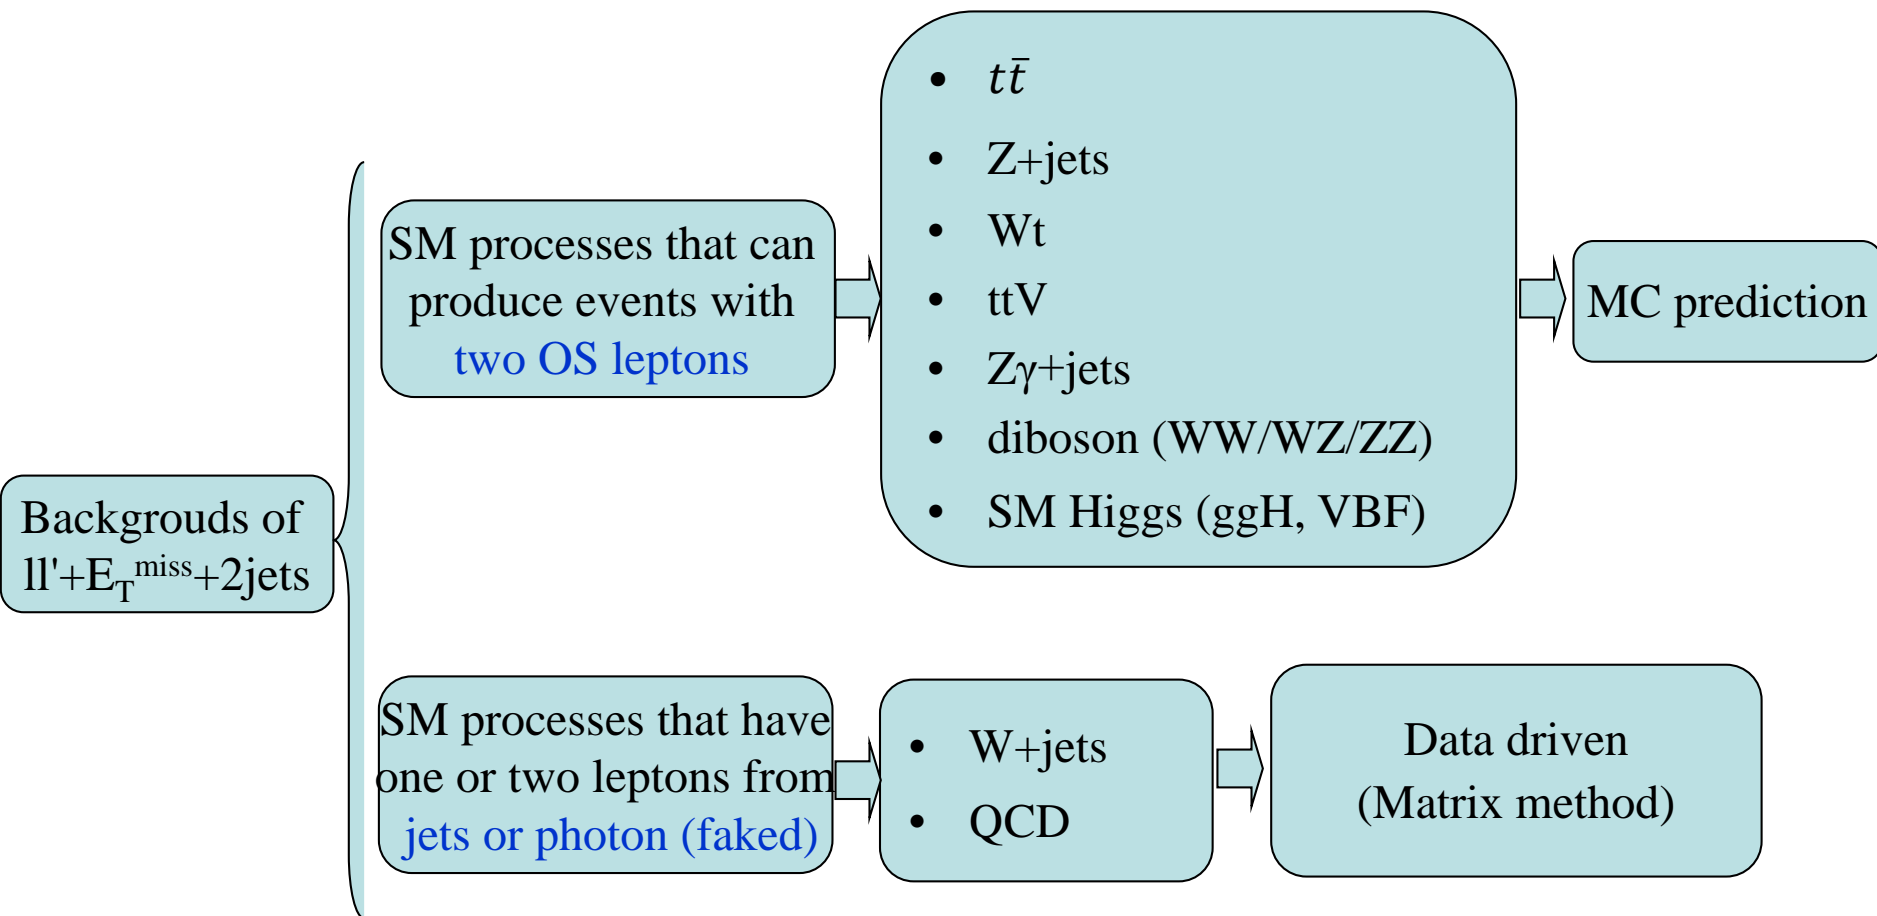 Backgrouds of
ll'+E_T^miss+2jets
SM processes that can
produce events with
two OS leptons
• 𝑡𝑡̄
• Z+jets
• Wt
• ttV
• Zγ+jets
• diboson (WW/WZ/ZZ)
• SM Higgs (ggH, VBF)
MC prediction
SM processes that have
one or two leptons from
jets or photon (faked)
• W+jets
• QCD
Data driven
(Matrix method)